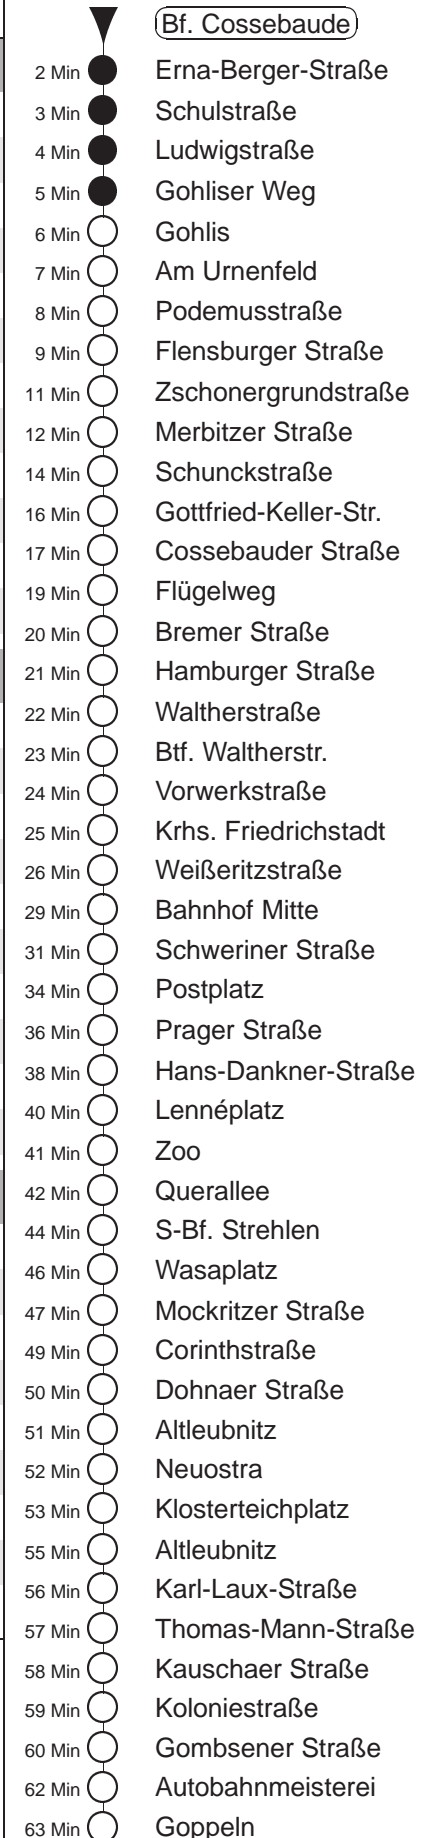 Bf. Cossebaude
2 Min Erna-Berger-Straße
3 Min Schulstraße
4 Min Ludwigstraße
5 Min Gohliser Weg
6 Min Gohlis
7 Min Am Urnenfeld
8 Min Podemusstraße
9 Min Flensburger Straße
11 Min Zschonergrundstraße
12 Min Merbitzer Straße
14 Min Schunckstraße
16 Min Gottfried-Keller-Str.
17 Min Cossebauder Straße
19 Min Flügelweg
20 Min Bremer Straße
21 Min Hamburger Straße
22 Min Waltherstraße
23 Min Btf. Waltherstr.
24 Min Vorwerkstraße
25 Min Krhs. Friedrichstadt
26 Min Weißeritzstraße
29 Min Bahnhof Mitte
31 Min Schweriner Straße
34 Min Postplatz
36 Min Prager Straße
38 Min Hans-Dankner-Straße
40 Min Lennéplatz
41 Min Zoo
42 Min Querallee
44 Min S-Bf. Strehlen
46 Min Wasaplatz
47 Min Mockritzer Straße
49 Min Corinthstraße
50 Min Dohnaer Straße
51 Min Altleubnitz
52 Min Neuostra
53 Min Klosterteichplatz
55 Min Altleubnitz
56 Min Karl-Laux-Straße
57 Min Thomas-Mann-Straße
58 Min Kauschaer Straße
59 Min Koloniestraße
60 Min Gombsener Straße
62 Min Autobahnmeisterei
63 Min Goppeln